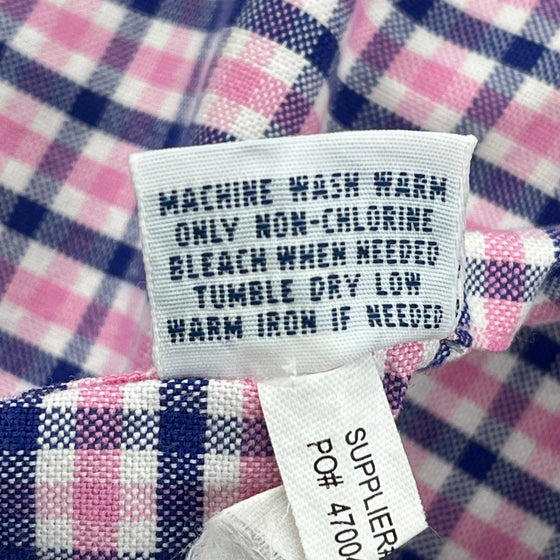 MACHINE WASH WARM
ONLY NON-CHLORINE
BLEACH WHEN NEEDED
TUMBLE DRY LOW
WARM IRON IF NEEDED
SUPPLIER#
PO# 4700